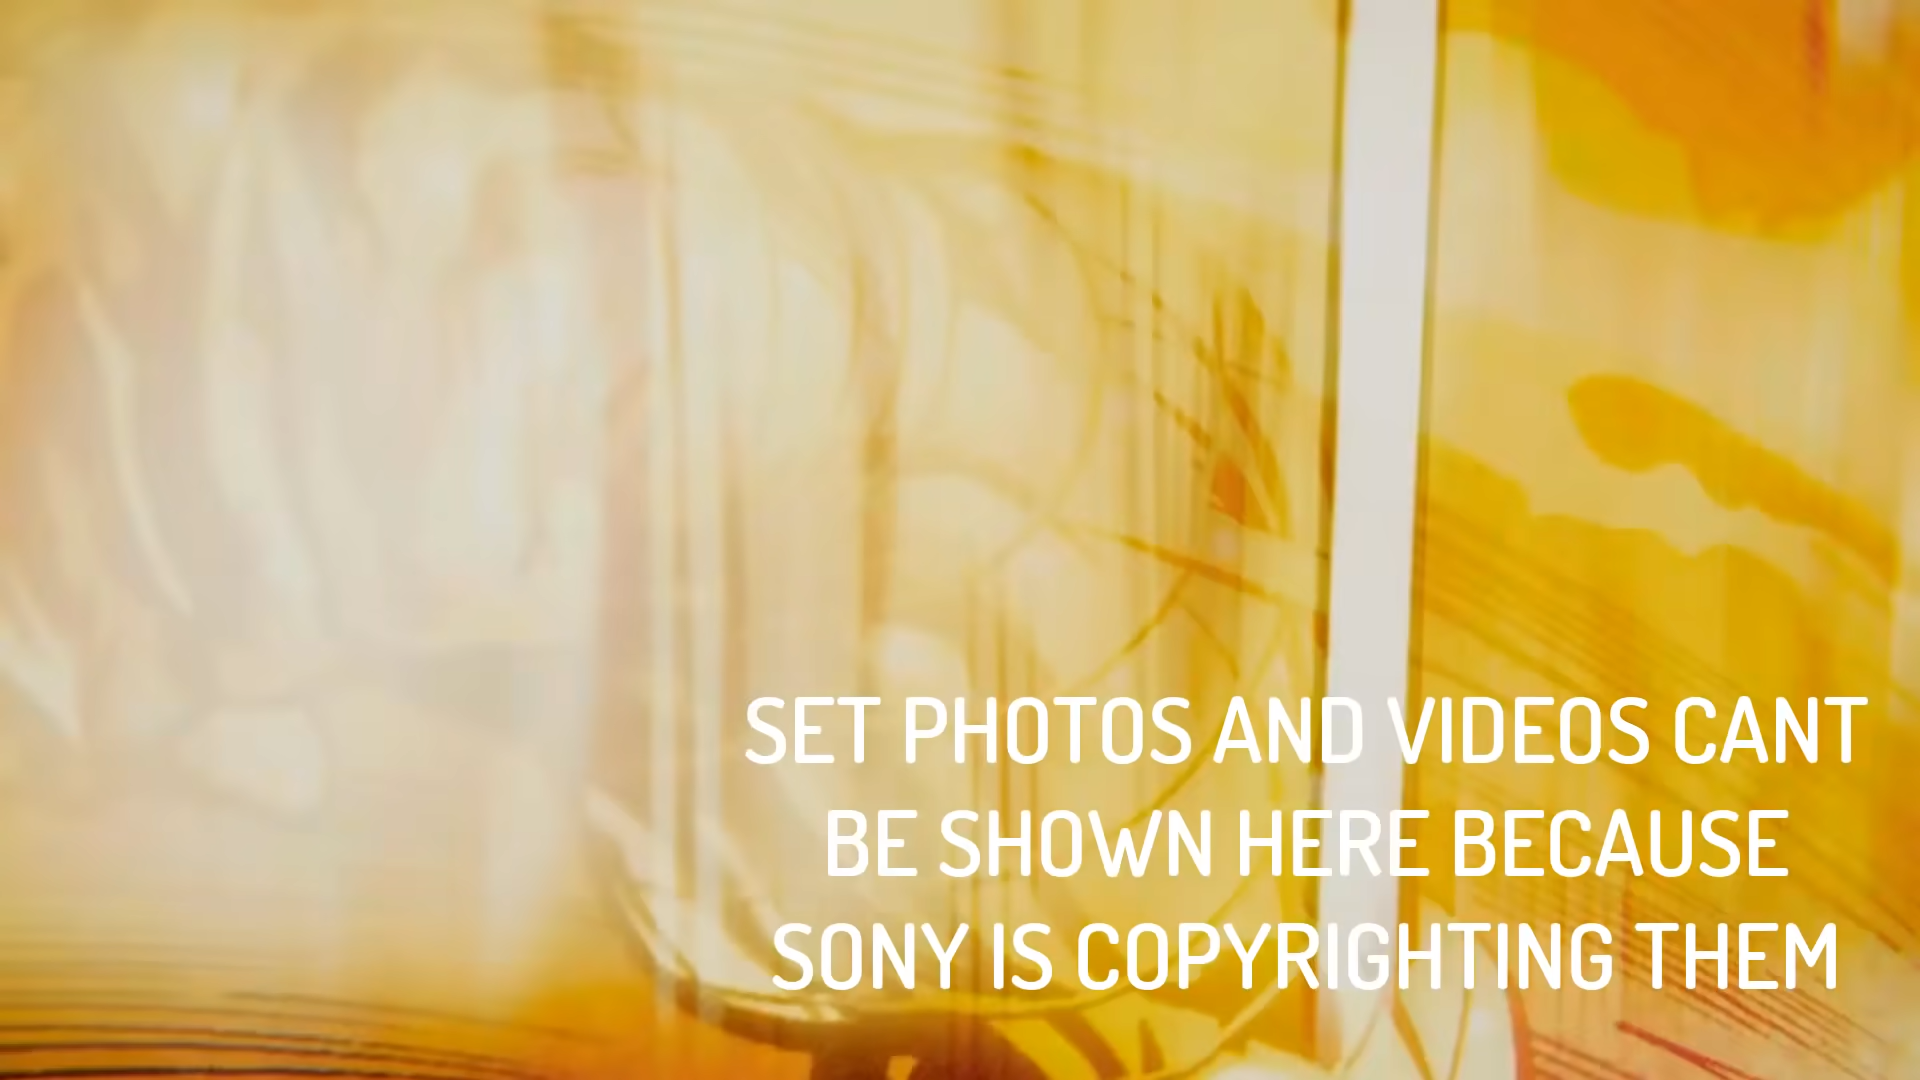 SET PHOTOS AND VIDEOS CANT
BE SHOWN HERE BECAUSE
SONY IS COPYRIGHTING THEM